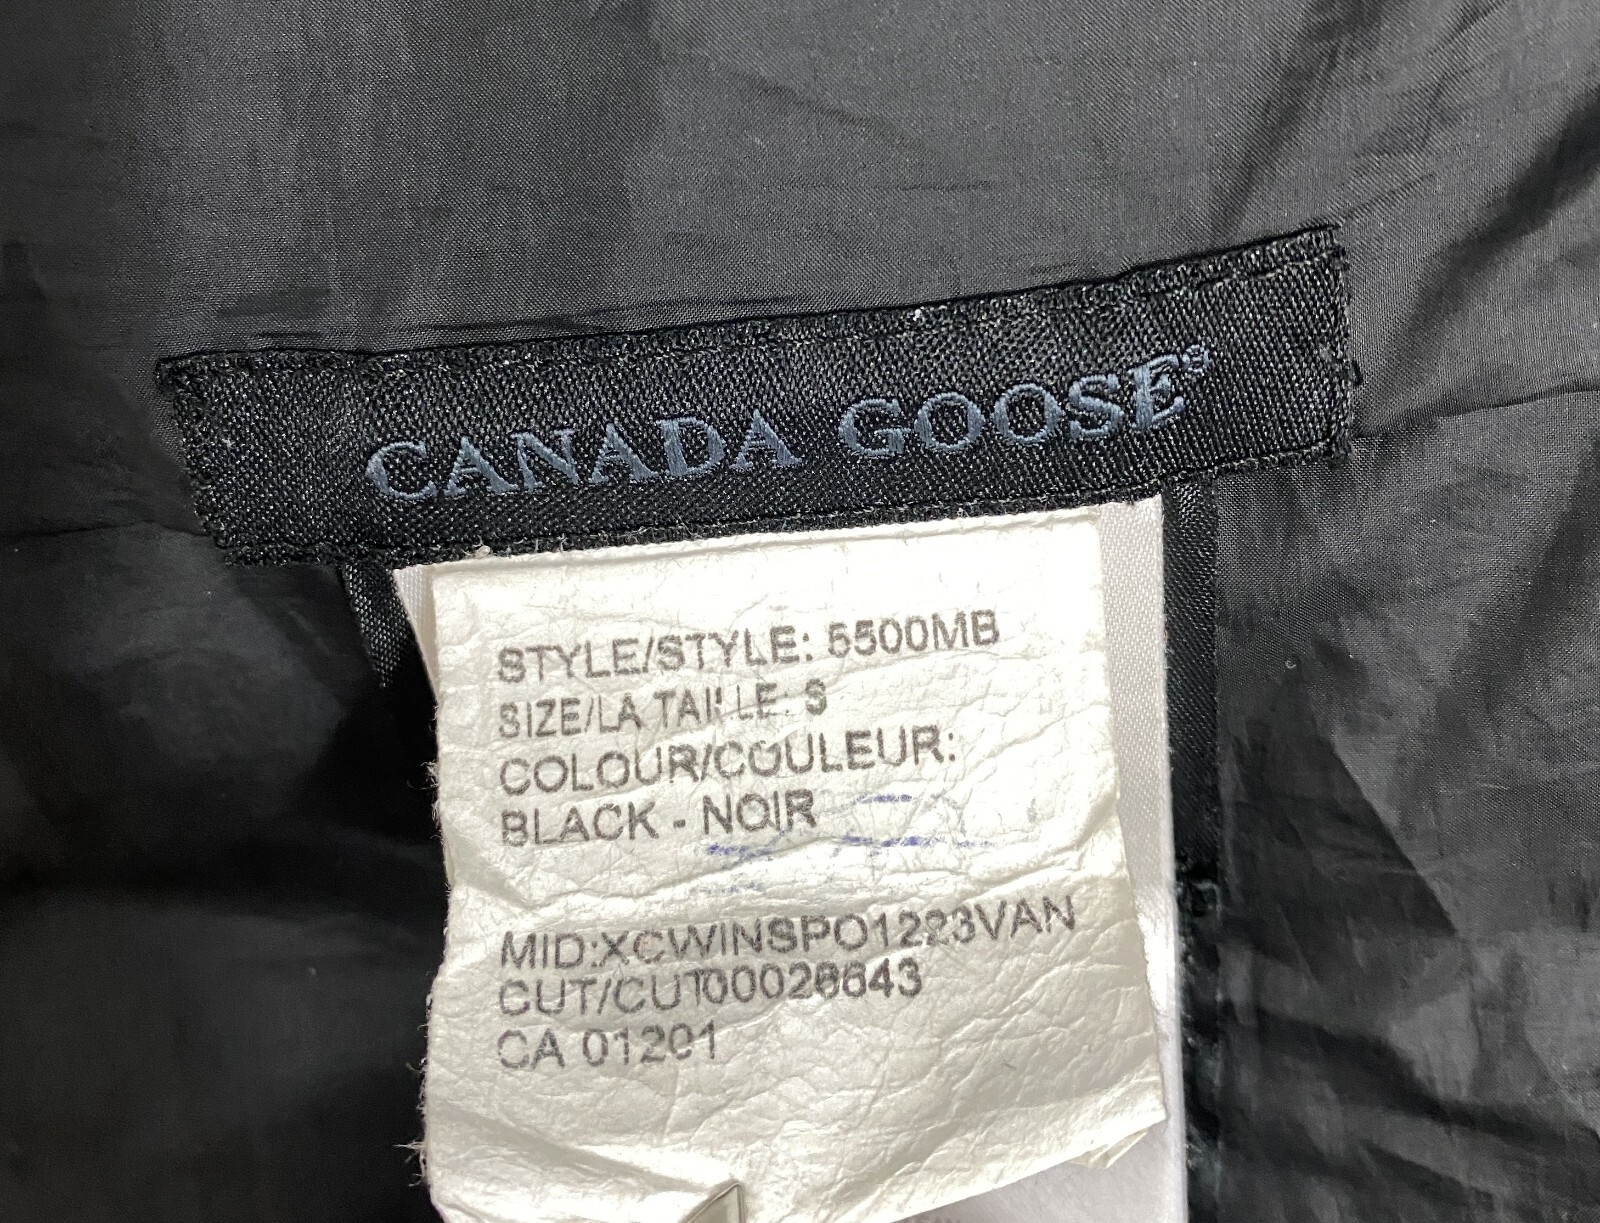 CANADA GOOSE®
STYLE/STYLE: 5500MB
SIZE/LA TAILLE: S
COLOUR/COULEUR:
BLACK - NOIR
MID:XCWINSPO1223VAN
CUT/CUT00026643
CA 01201